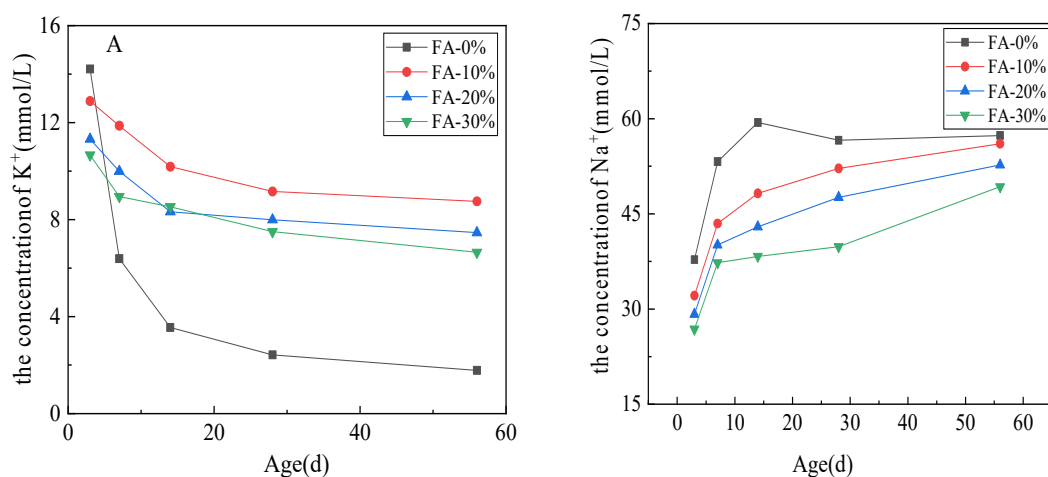 A
FA-0%
FA-10%
FA-20%
FA-30%
the concentrationof K⁺(mmol/L)
16
12
8
4
0
0
20
40
60
Age(d)
FA-0%
FA-10%
FA-20%
FA-30%
the concentrationof Na⁺(mmol/L)
75
60
45
30
15
0
10
20
30
40
50
60
Age(d)